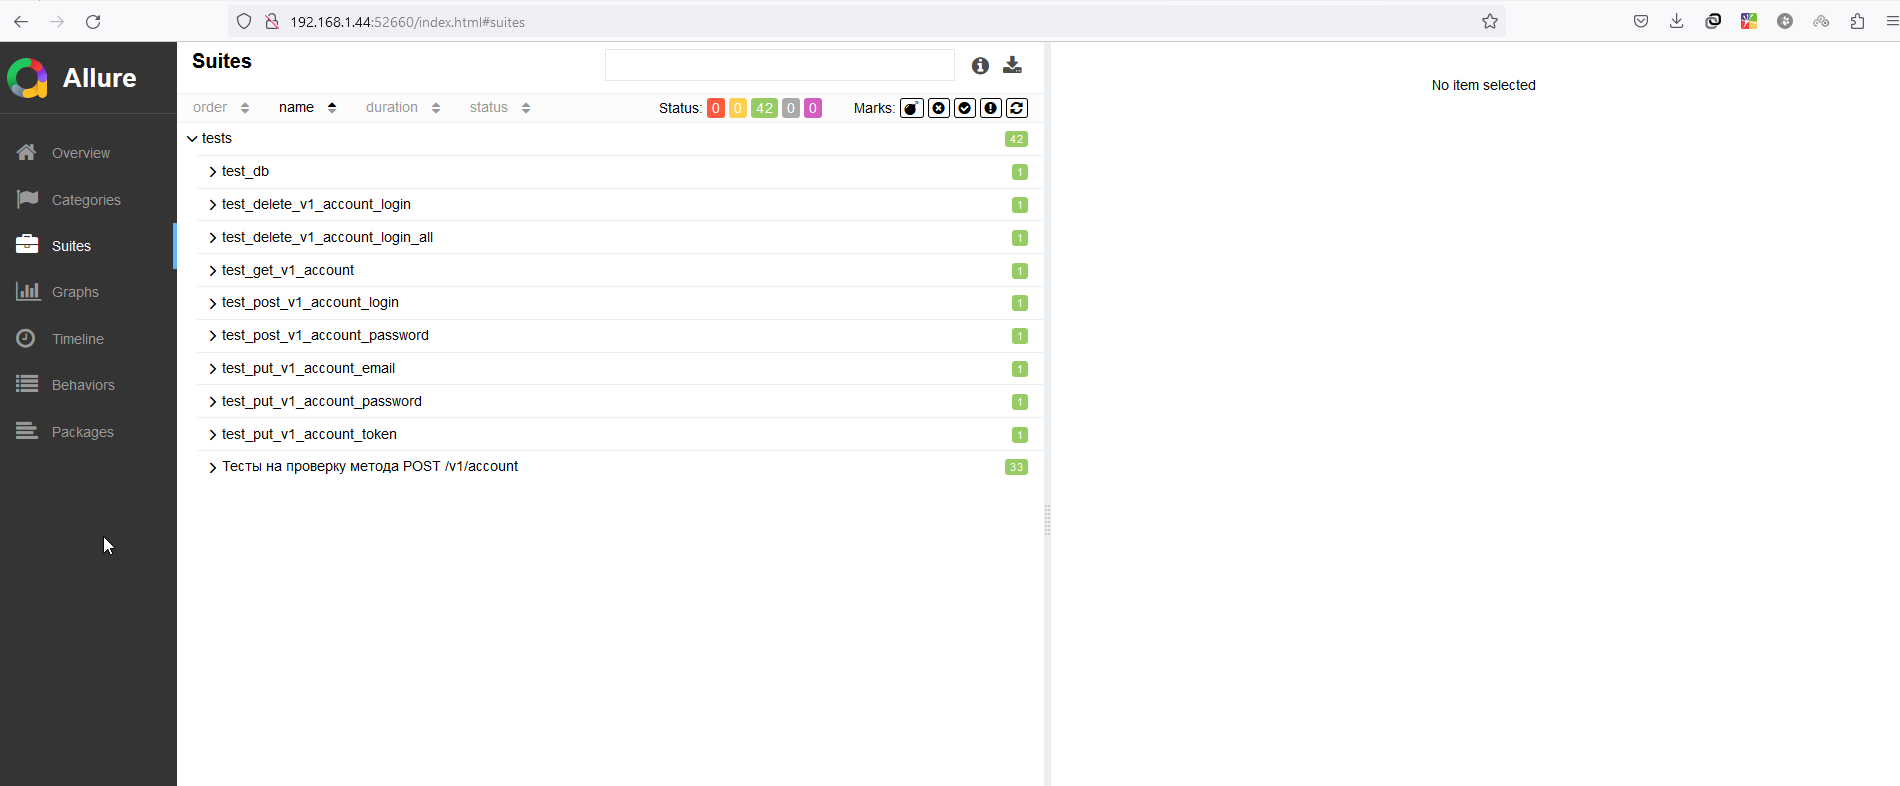 192.168.1.44:52660/index.html#suites
Allure
Overview
Categories
Suites
Graphs
Timeline
Behaviors
Packages
Suites
order name duration status Status: 0 0 42 0 0 Marks:
tests 42
test_db 1
test_delete_v1_account_login 1
test_delete_v1_account_login_all 1
test_get_v1_account 1
test_post_v1_account_login 1
test_post_v1_account_password 1
test_put_v1_account_email 1
test_put_v1_account_password 1
test_put_v1_account_token 1
Тесты на проверку метода POST /v1/account 33
No item selected